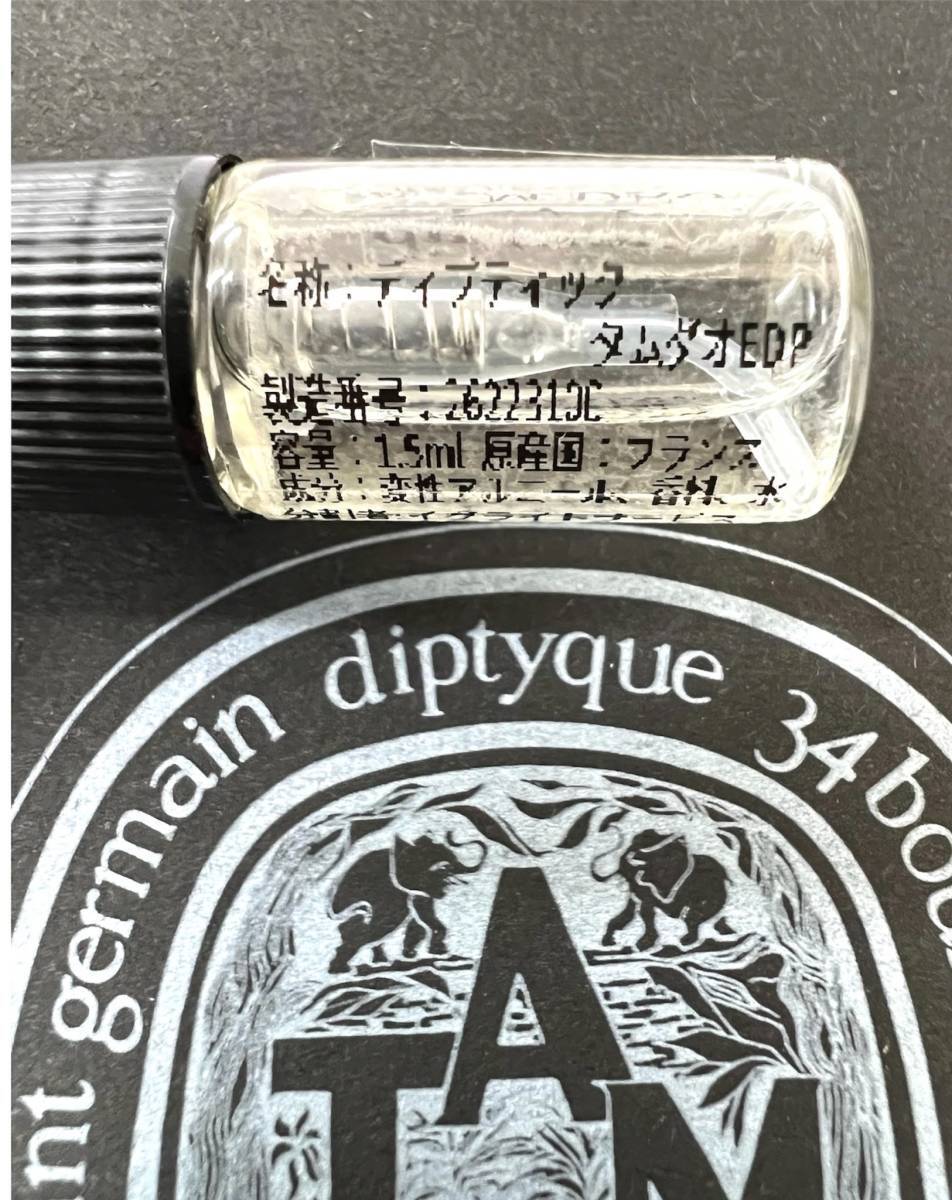 名称：ディプティック
タムダオEDP
製造番号：2622310C
容量：1.5ml 原産国：フランス
成分：変性アルコール、香料、水
germain diptyque 34 bou
TAM